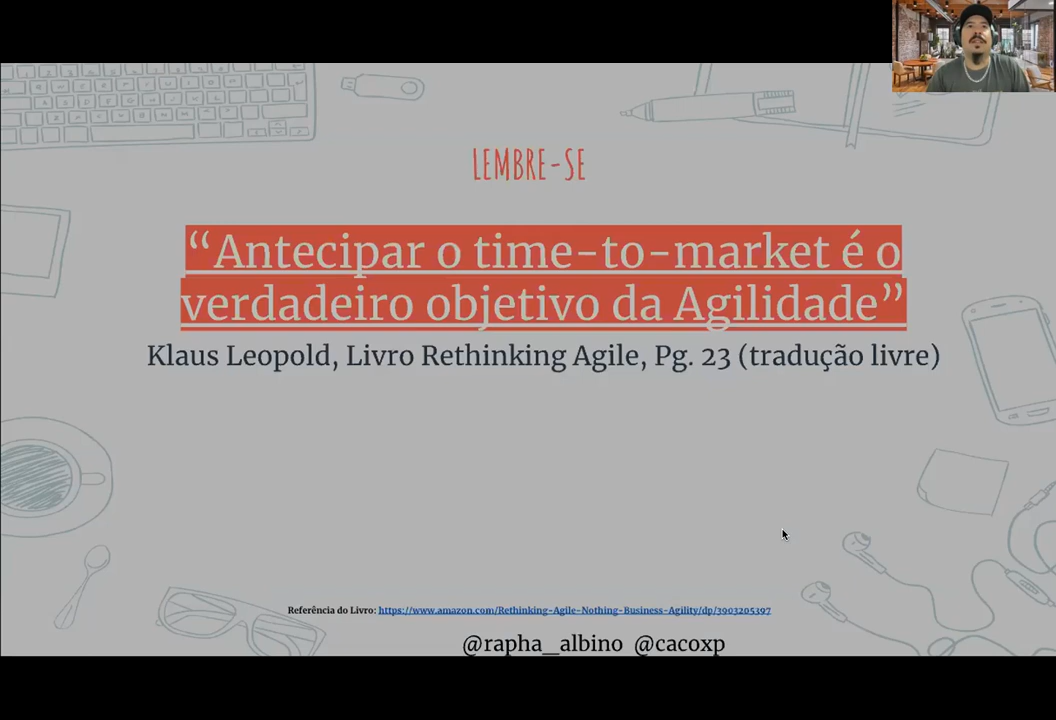 LEMBRE-SE
“Antecipar o time-to-market é o
verdadeiro objetivo da Agilidade”
Klaus Leopold, Livro Rethinking Agile, Pg. 23 (tradução livre)
Referência do Livro: https://www.amazon.com/Rethinking-Agile-Nothing-Business-Agility/dp/3903205397
@rapha_albino @cacoxp